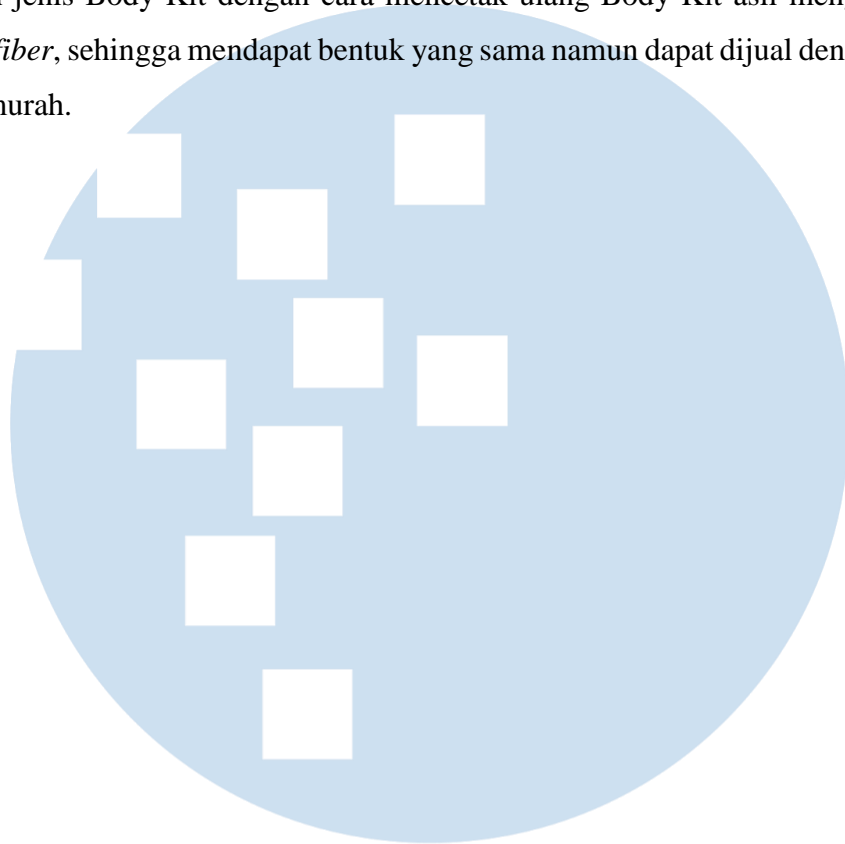 jenis Body Kit dengan cara mencetak ulang Body Kit asli
fiber, sehingga mendapat bentuk yang sama namun dapat dijual